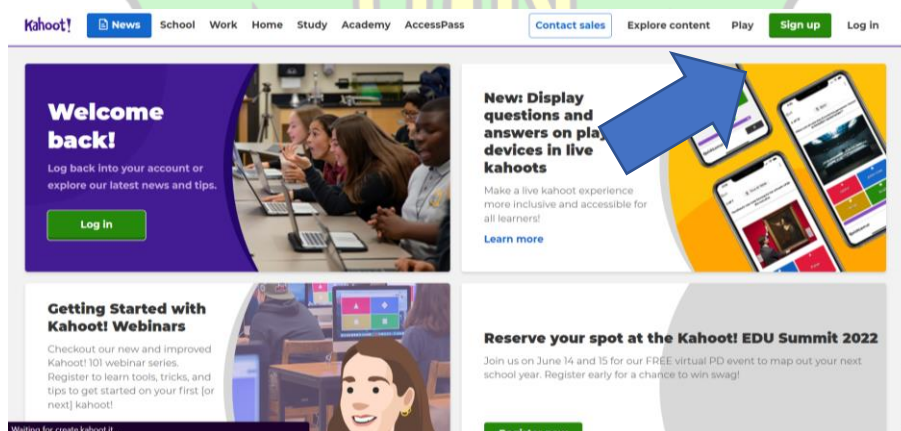 Kahoot!
News
School
Work
Home
Study
Academy
AccessPass
Contact sales
Explore content
Play
Sign up
Log in
Welcome
back!
Log back into your account or
explore our latest news and tips.
Log in
New: Display
questions and
answers on
devices in live
kahoots
Make a live kahoot experience
more inclusive and accessible for
all learners!
Learn more
Getting Started with
Kahoot! Webinars
Checkout our new and improved
Kahoot! 101 webinar series.
Register to learn tools, tricks, and
tips to get started on your first [or
next] kahoot!
Reserve your spot at the Kahoot! EDU Summit 2022
Join us on June 14 and 15 for our FREE virtual PD event to map out your next
school year. Register early for a chance to win swag!